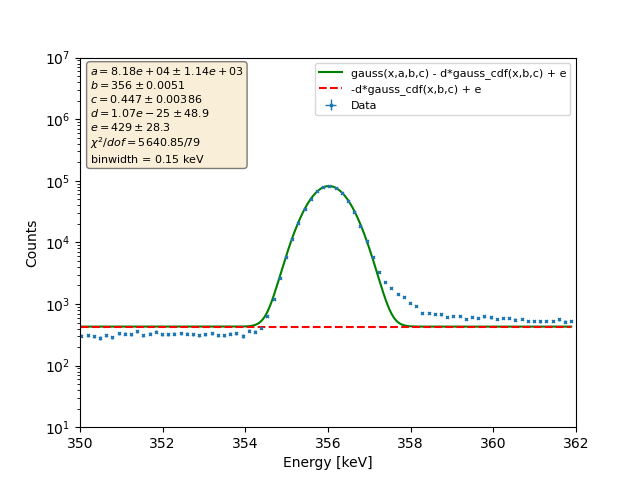 a = 8.18e + 04 ± 1.14e + 03
b = 356 ± 0.0051
c = 0.447 ± 0.00386
d = 1.07e − 25 ± 48.9
e = 429 ± 28.3
χ²/dof = 5640.85/79
binwidth = 0.15 keV
gauss(x,a,b,c) - d*gauss_cdf(x,b,c) + e
-d*gauss_cdf(x,b,c) + e
Data
10⁷
10⁶
10⁵
10⁴
10³
10²
10¹
Counts
350 352 354 356 358 360 362
Energy [keV]